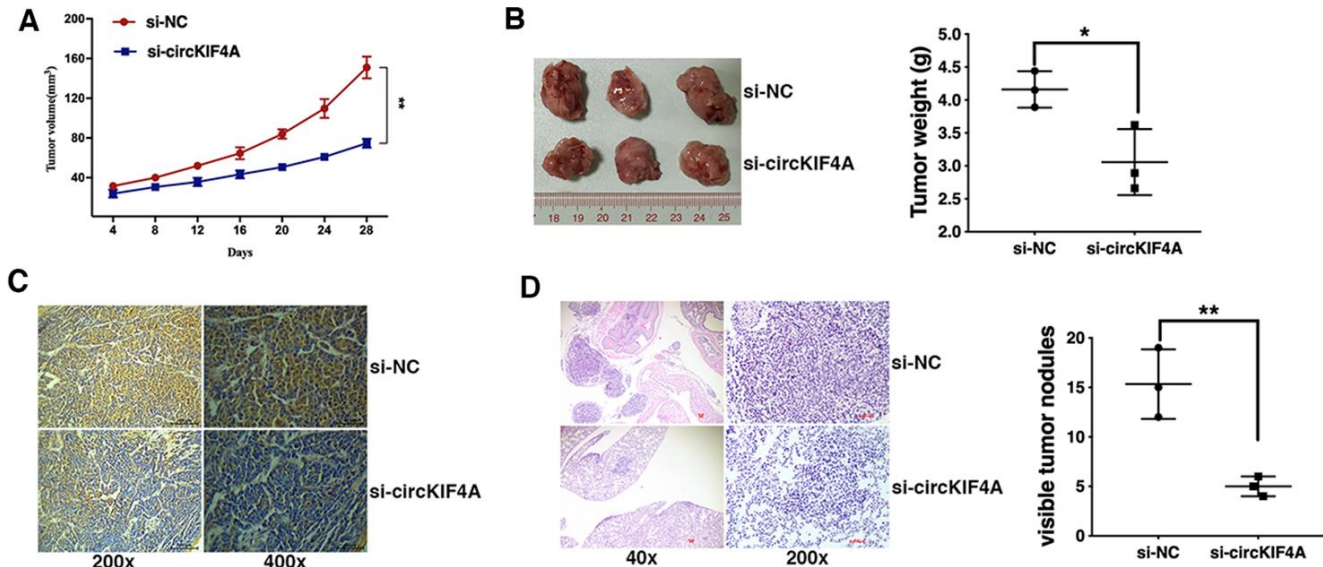 A
si-NC
si-circKIF4A
Tumor volume(mm³)
200
160
120
80
40
**
4 8 12 16 20 24 28
Days
B
si-NC
si-circKIF4A
18 19 20 21 22 23 24 25
Tumor weight (g)
5.0
4.5
4.0
3.5
3.0
2.5
2.0
*
si-NC si-circKIF4A
C
si-NC
si-circKIF4A
200x 400x
D
si-NC
si-circKIF4A
40x 200x
visible tumor nodules
20
15
10
5
0
**
si-NC si-circKIF4A